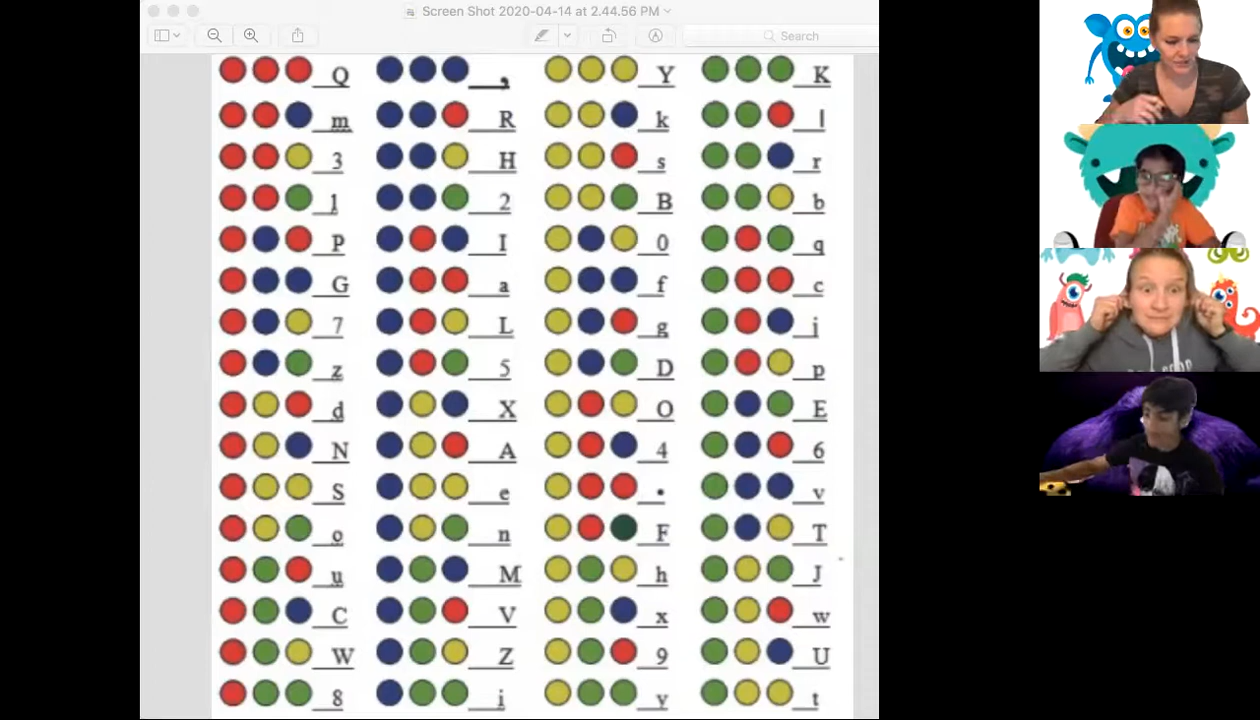 Screen Shot 2020-04-14 at 2.44.56 PM
Search
Q , Y K
m R k l
3 H s r
1 2 B b
P I 0 q
G a f c
7 L g j
z 5 D p
d X O E
N A 4 6
S e • v
o n F T
u M h J
C V x w
W Z 9 U
8 i y t